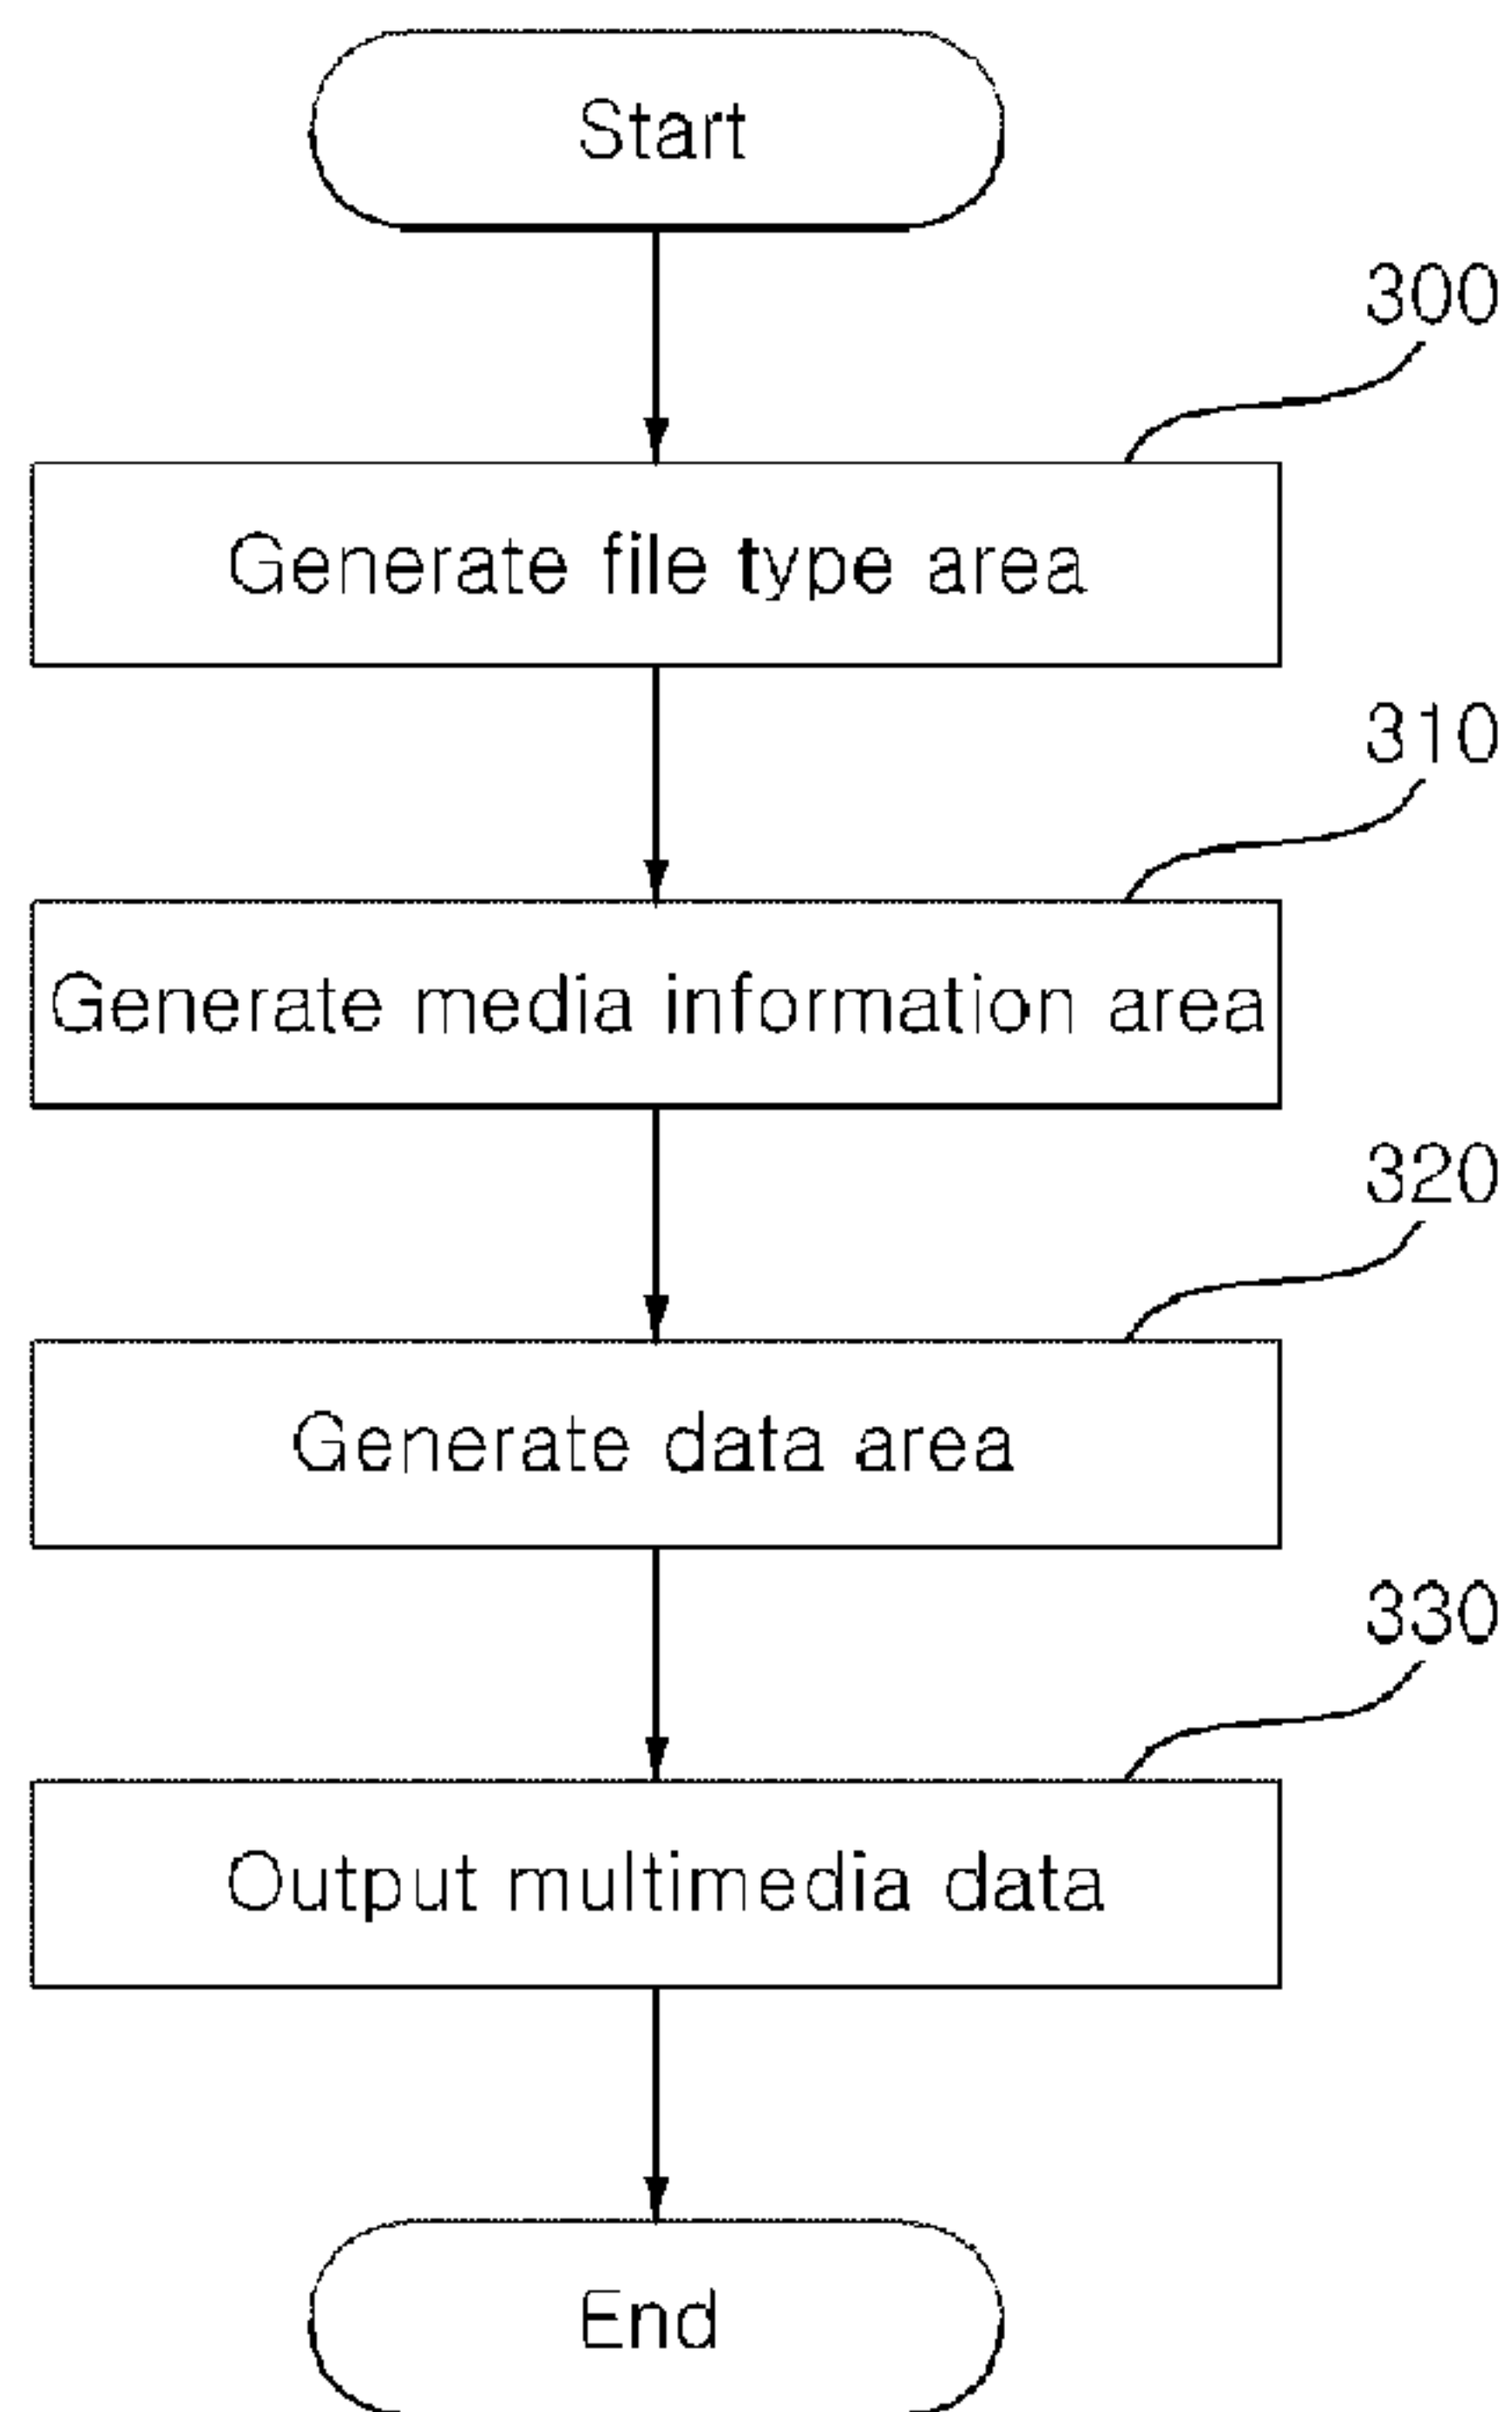 Start
300
Generate file type area
310
Generate media information area
320
Generate data area
330
Output multimedia data
End